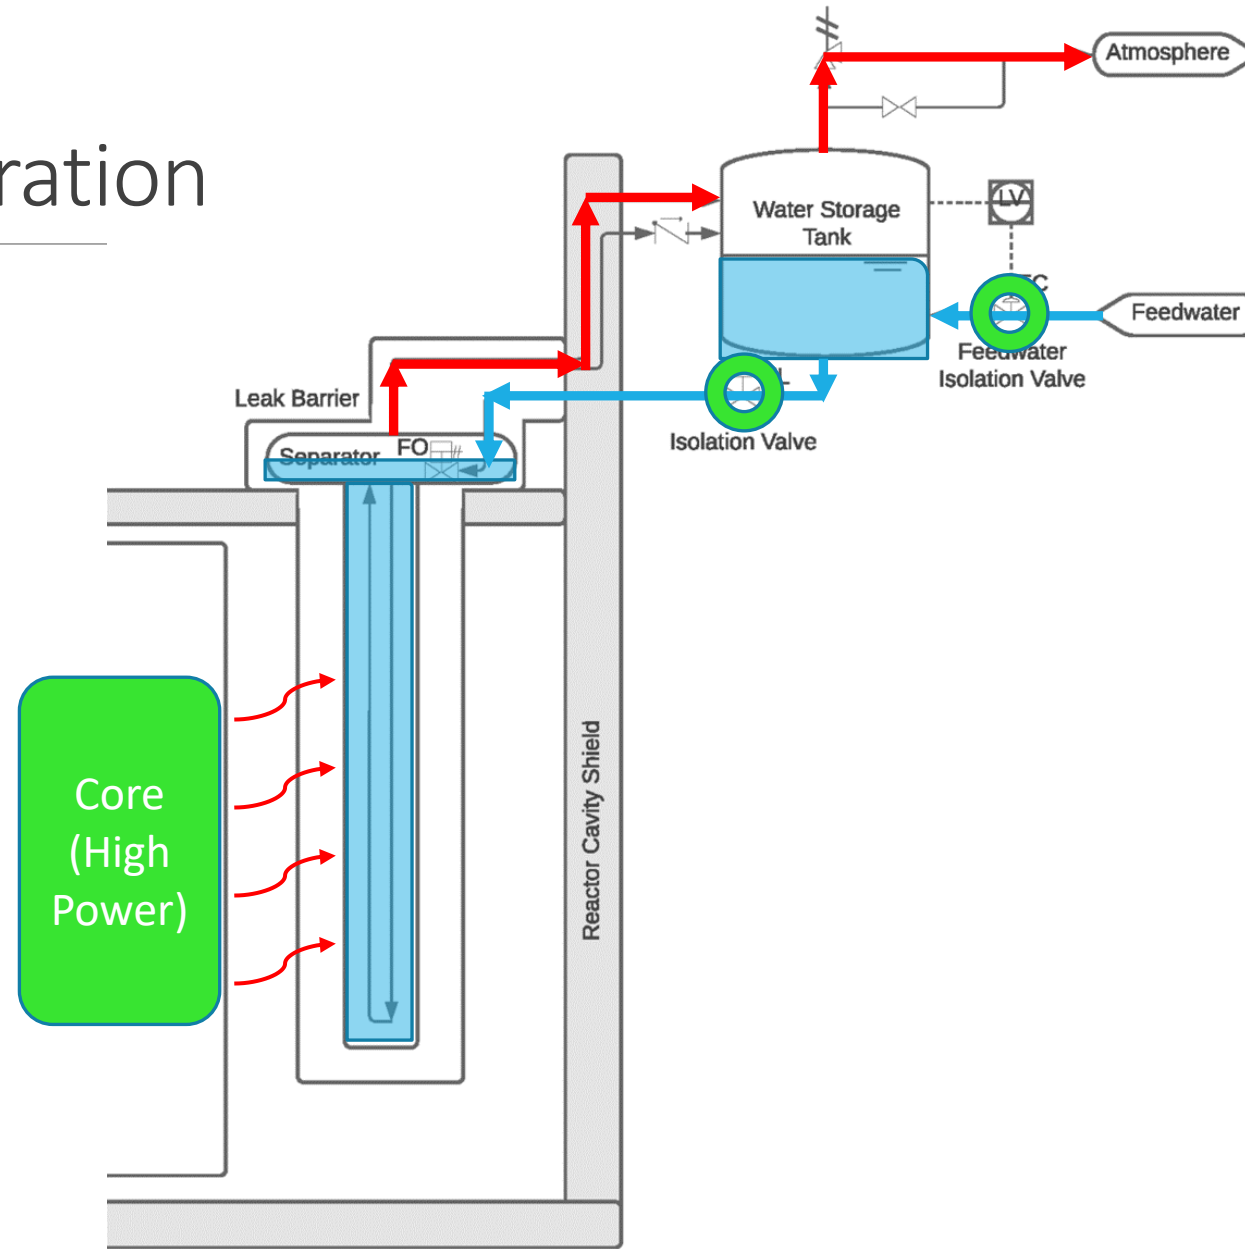 ration
Atmosphere
LV
Water Storage
Tank
FC
Feedwater
Feedwater
Isolation Valve
Leak Barrier
Isolation Valve
Separator
FO
Reactor Cavity Shield
Core
(High
Power)